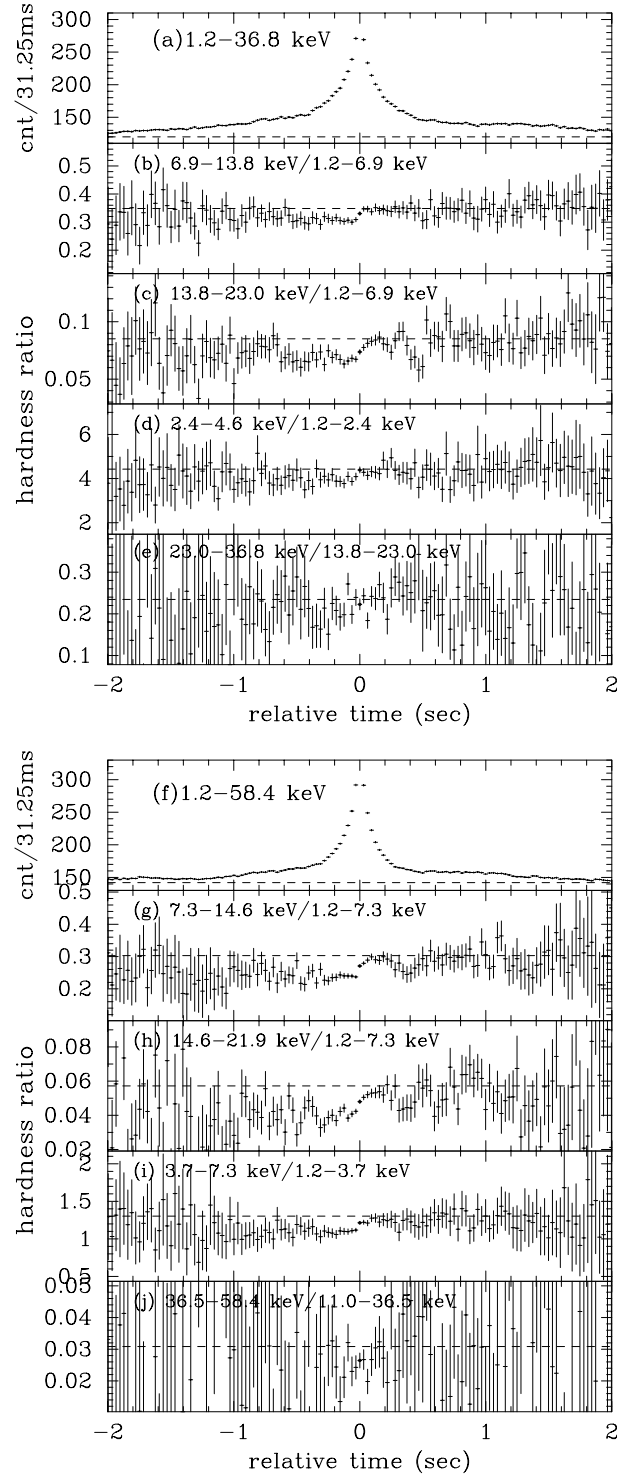 300
250
200
150
cnt/31.25ms
(a)1.2−36.8 keV
0.5
0.4
0.3
0.2
(b) 6.9−13.8 keV/1.2−6.9 keV
0.1
0.05
(c) 13.8−23.0 keV/1.2−6.9 keV
hardness ratio
6
4
2
(d) 2.4−4.6 keV/1.2−2.4 keV
0.3
0.2
0.1
(e) 23.0−36.8 keV/13.8−23.0 keV
−2 −1 0 1 2
relative time (sec)
300
250
200
150
cnt/31.25ms
(f)1.2−58.4 keV
0.5
0.4
0.3
0.2
(g) 7.3−14.6 keV/1.2−7.3 keV
0.08
0.06
0.04
0.02
(h) 14.6−21.9 keV/1.2−7.3 keV
hardness ratio
2
1.5
1
0.5
(i) 3.7−7.3 keV/1.2−3.7 keV
0.05
0.04
0.03
0.02
(j) 36.5−58.4 keV/11.0−36.5 keV
−2 −1 0 1 2
relative time (sec)